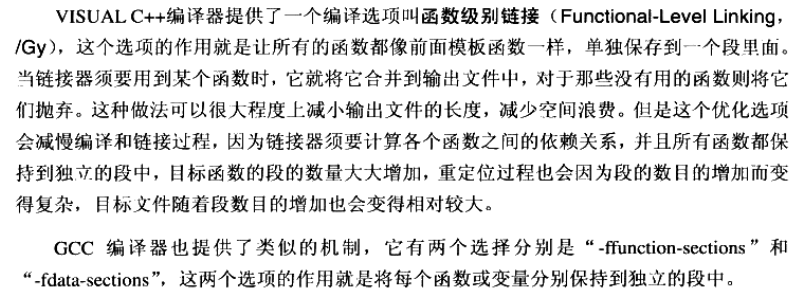 VISUAL C++编译器提供了一个编译选项叫函数级别链接（Functional-Level Linking，
/Gy），这个选项的作用就是让所有的函数都像前面模板函数一样，单独保存到一个段里面。
当链接器须要用到某个函数时，它就将它合并到输出文件中，对于那些没有用的函数则将它
们抛弃。这种做法可以很大程度上减小输出文件的长度，减少空间浪费。但是这个优化选项
会减慢编译和链接过程，因为链接器须要计算各个函数之间的依赖关系，并且所有函数都保
持到独立的段中，目标函数的段的数量大大增加，重定位过程也会因为段的数目的增加而变
得复杂，目标文件随着段数目的增加也会变得相对较大。
GCC 编译器也提供了类似的机制，它有两个选择分别是“-ffunction-sections”和
“-fdata-sections”，这两个选项的作用就是将每个函数或变量分别保持到独立的段中。